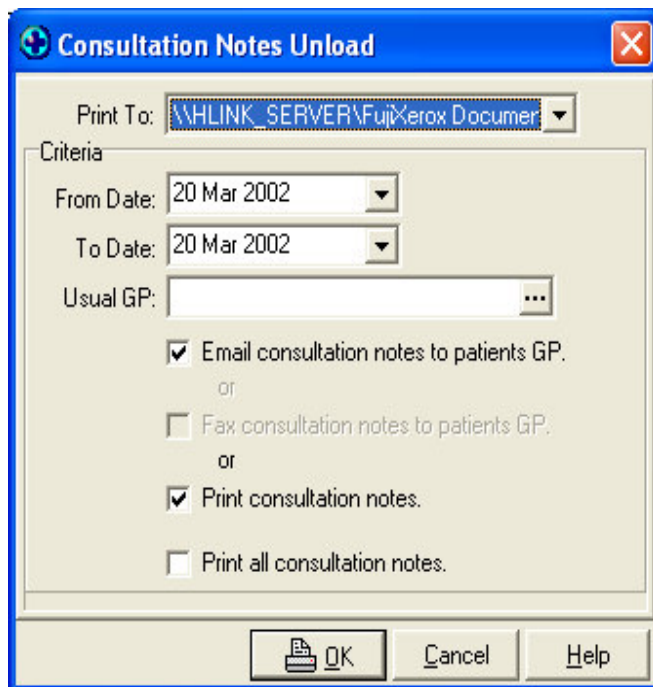 Consultation Notes Unload
Print To: \\HLINK_SERVER\FujiXerox Documer
Criteria
From Date: 20 Mar 2002
To Date: 20 Mar 2002
Usual GP: ...
Email consultation notes to patients GP.
or
Fax consultation notes to patients GP.
or
Print consultation notes.
Print all consultation notes.
OK Cancel Help